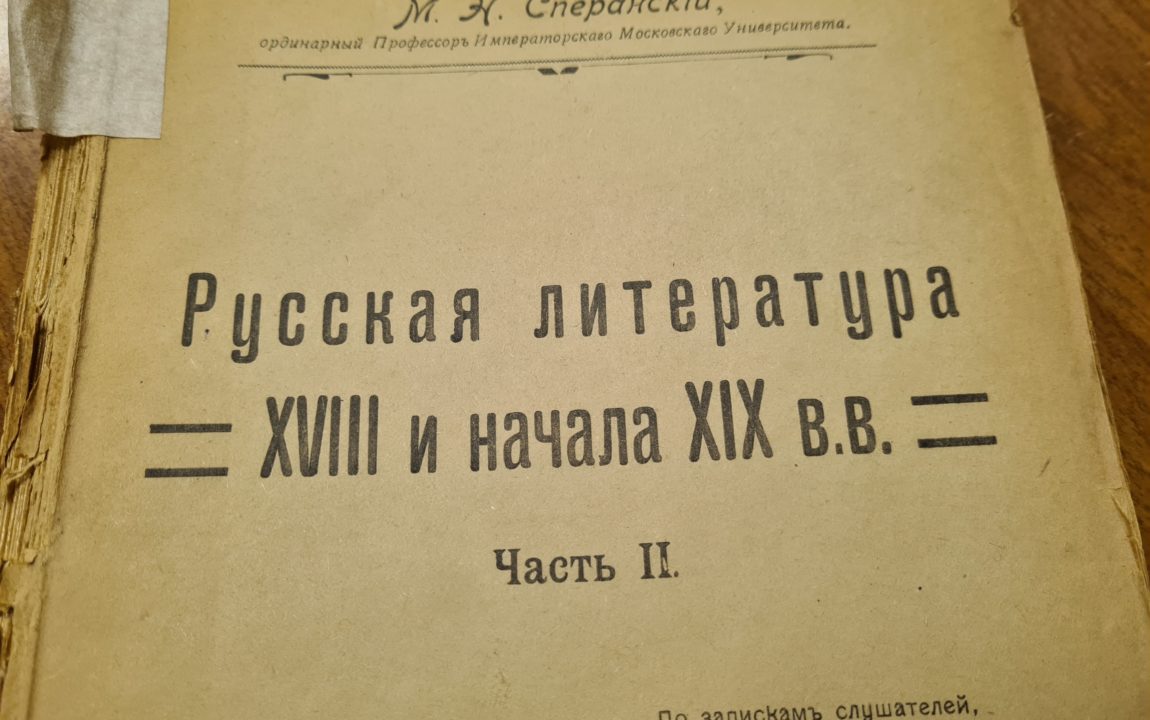 М. Н. Сперанскій,
ординарный Профессоръ Императорскаго Московскаго Университета.
Русская литература
XVIII и начала XIX в.в.
Часть II.
По запискамъ слушателей,